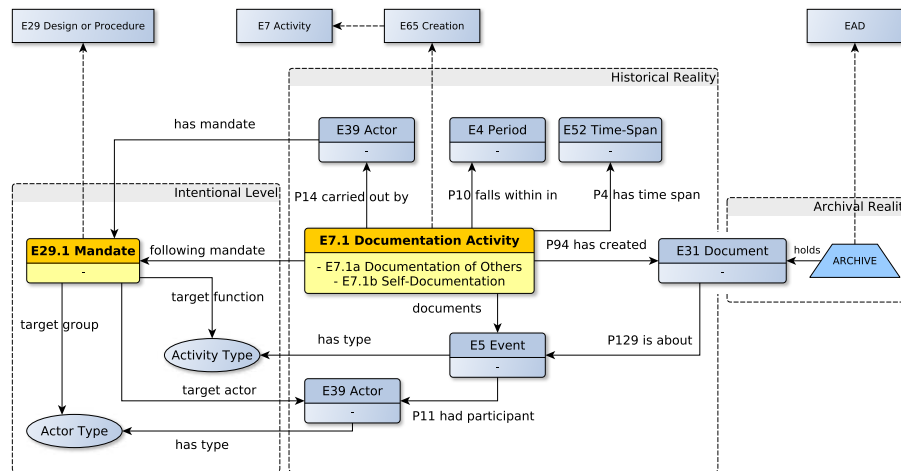 E29 Design or Procedure
E7 Activity
E65 Creation
EAD
Historical Reality
has mandate
E39 Actor
-
E4 Period
-
E52 Time-Span
-
Intentional Level
P14 carried out by
P10 falls within in
P4 has time span
Archival Realit
E29.1 Mandate
-
following mandate
E7.1 Documentation Activity
- E7.1a Documentation of Others
- E7.1b Self-Documentation
P94 has created
E31 Document
-
holds
ARCHIVE
target function
target group
documents
has type
E5 Event
-
P129 is about
Activity Type
target actor
E39 Actor
-
P11 had participant
Actor Type
has type